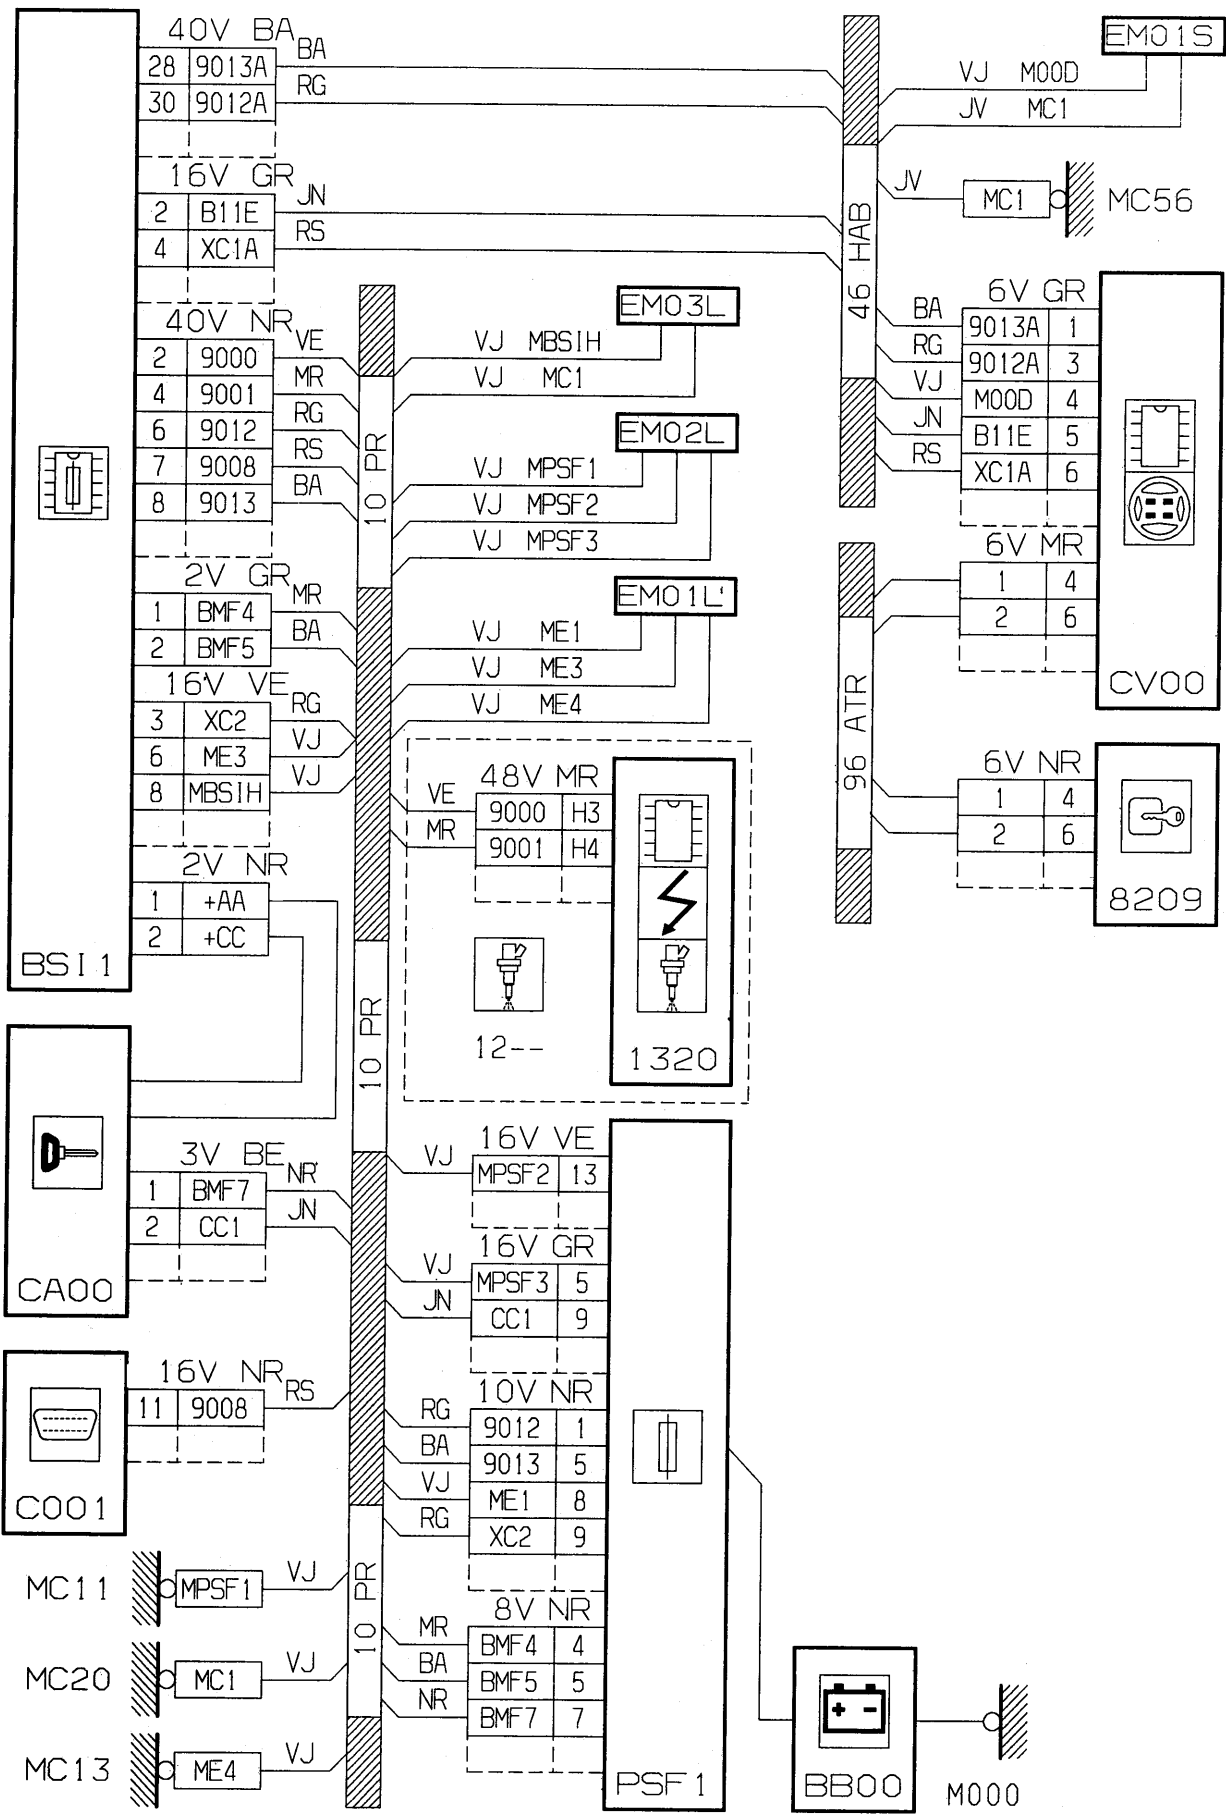 40V BA
28 9013A BA
30 9012A RG
16V GR
2 B11E JN
4 XC1A RS
40V NR
2 9000 VE
4 9001 MR
6 9012 RG
7 9008 RS
8 9013 BA
2V GR
1 BMF4 MR
2 BMF5 BA
16V VE
3 XC2 RG
6 ME3 VJ
8 MBSIH VJ
2V NR
1 +AA
2 +CC
BSI1
3V BE
1 BMF7 NR
2 CC1 JN
CA00
16V NR
11 9008 RS
C001
MC11 MPSF1 VJ
MC20 MC1 VJ
MC13 ME4 VJ
10 PR
10 PR
10 PR
EM03L
VJ MBSIH
VJ MC1
EM02L
VJ MPSF1
VJ MPSF2
VJ MPSF3
EM01L
VJ ME1
VJ ME3
VJ ME4
48V MR
VE 9000 H3
MR 9001 H4
12--
1320
16V VE
VJ MPSF2 13
16V GR
VJ MPSF3 5
JN CC1 9
10V NR
RG 9012 1
BA 9013 5
VJ ME1 8
RG XC2 9
8V NR
MR BMF4 4
BA BMF5 5
NR BMF7 7
PSF1
BB00
M000
EM01S
VJ M00D
JV MC1
JV MC1 MC56
46 HAB
6V GR
BA 9013A 1
RG 9012A 3
VJ M00D 4
JN B11E 5
RS XC1A 6
6V MR
1 4
2 6
CV00
96 ATR
6V NR
1 4
2 6
8209